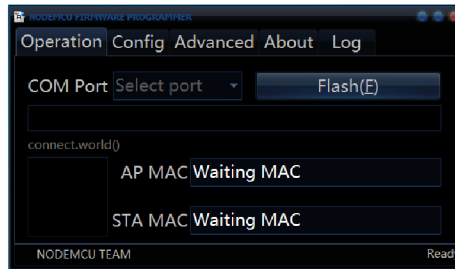 NODEMCU FIRMWARE PROGRAMMER
Operation Config Advanced About Log
COM Port Select port Flash(F)
connect.world()
AP MAC Waiting MAC
STA MAC Waiting MAC
NODEMCU TEAM Ready